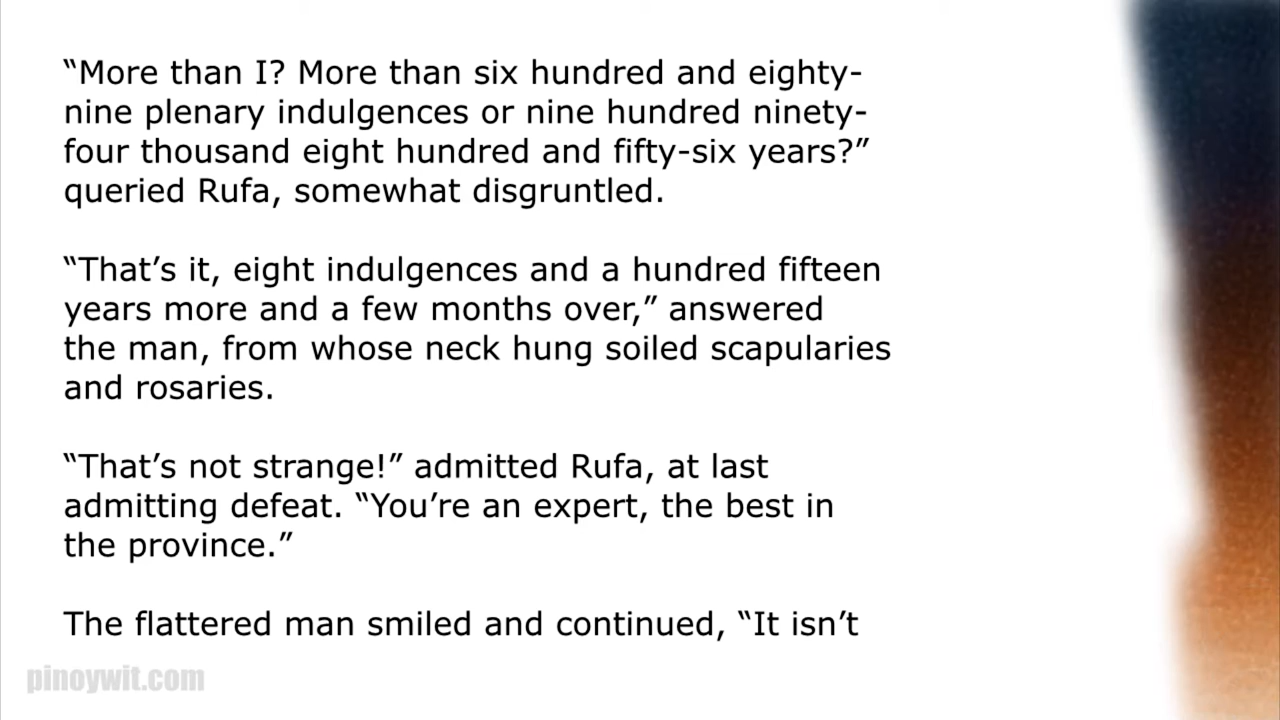 “More than I? More than six hundred and eighty-
nine plenary indulgences or nine hundred ninety-
four thousand eight hundred and fifty-six years?”
queried Rufa, somewhat disgruntled.
“That’s it, eight indulgences and a hundred fifteen
years more and a few months over,” answered
the man, from whose neck hung soiled scapularies
and rosaries.
“That’s not strange!” admitted Rufa, at last
admitting defeat. “You’re an expert, the best in
the province.”
The flattered man smiled and continued, “It isn’t
pinoywit.com